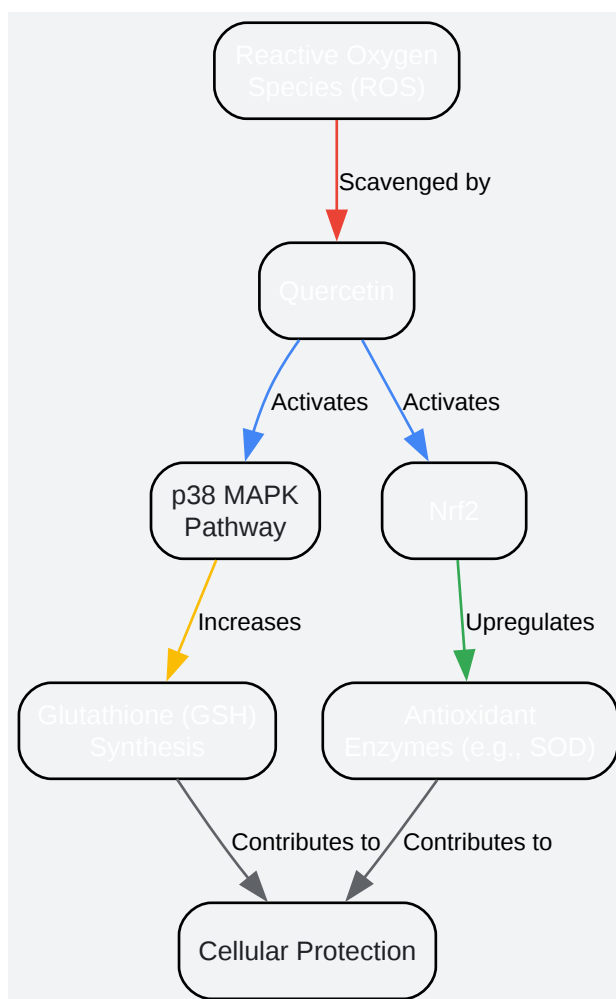 Reactive Oxygen
Species (ROS)
Scavenged by
Quercetin
Activates
Activates
p38 MAPK
Pathway
Nrf2
Increases
Upregulates
Glutathione (GSH)
Synthesis
Antioxidant
Enzymes (e.g., SOD)
Contributes to
Contributes to
Cellular Protection